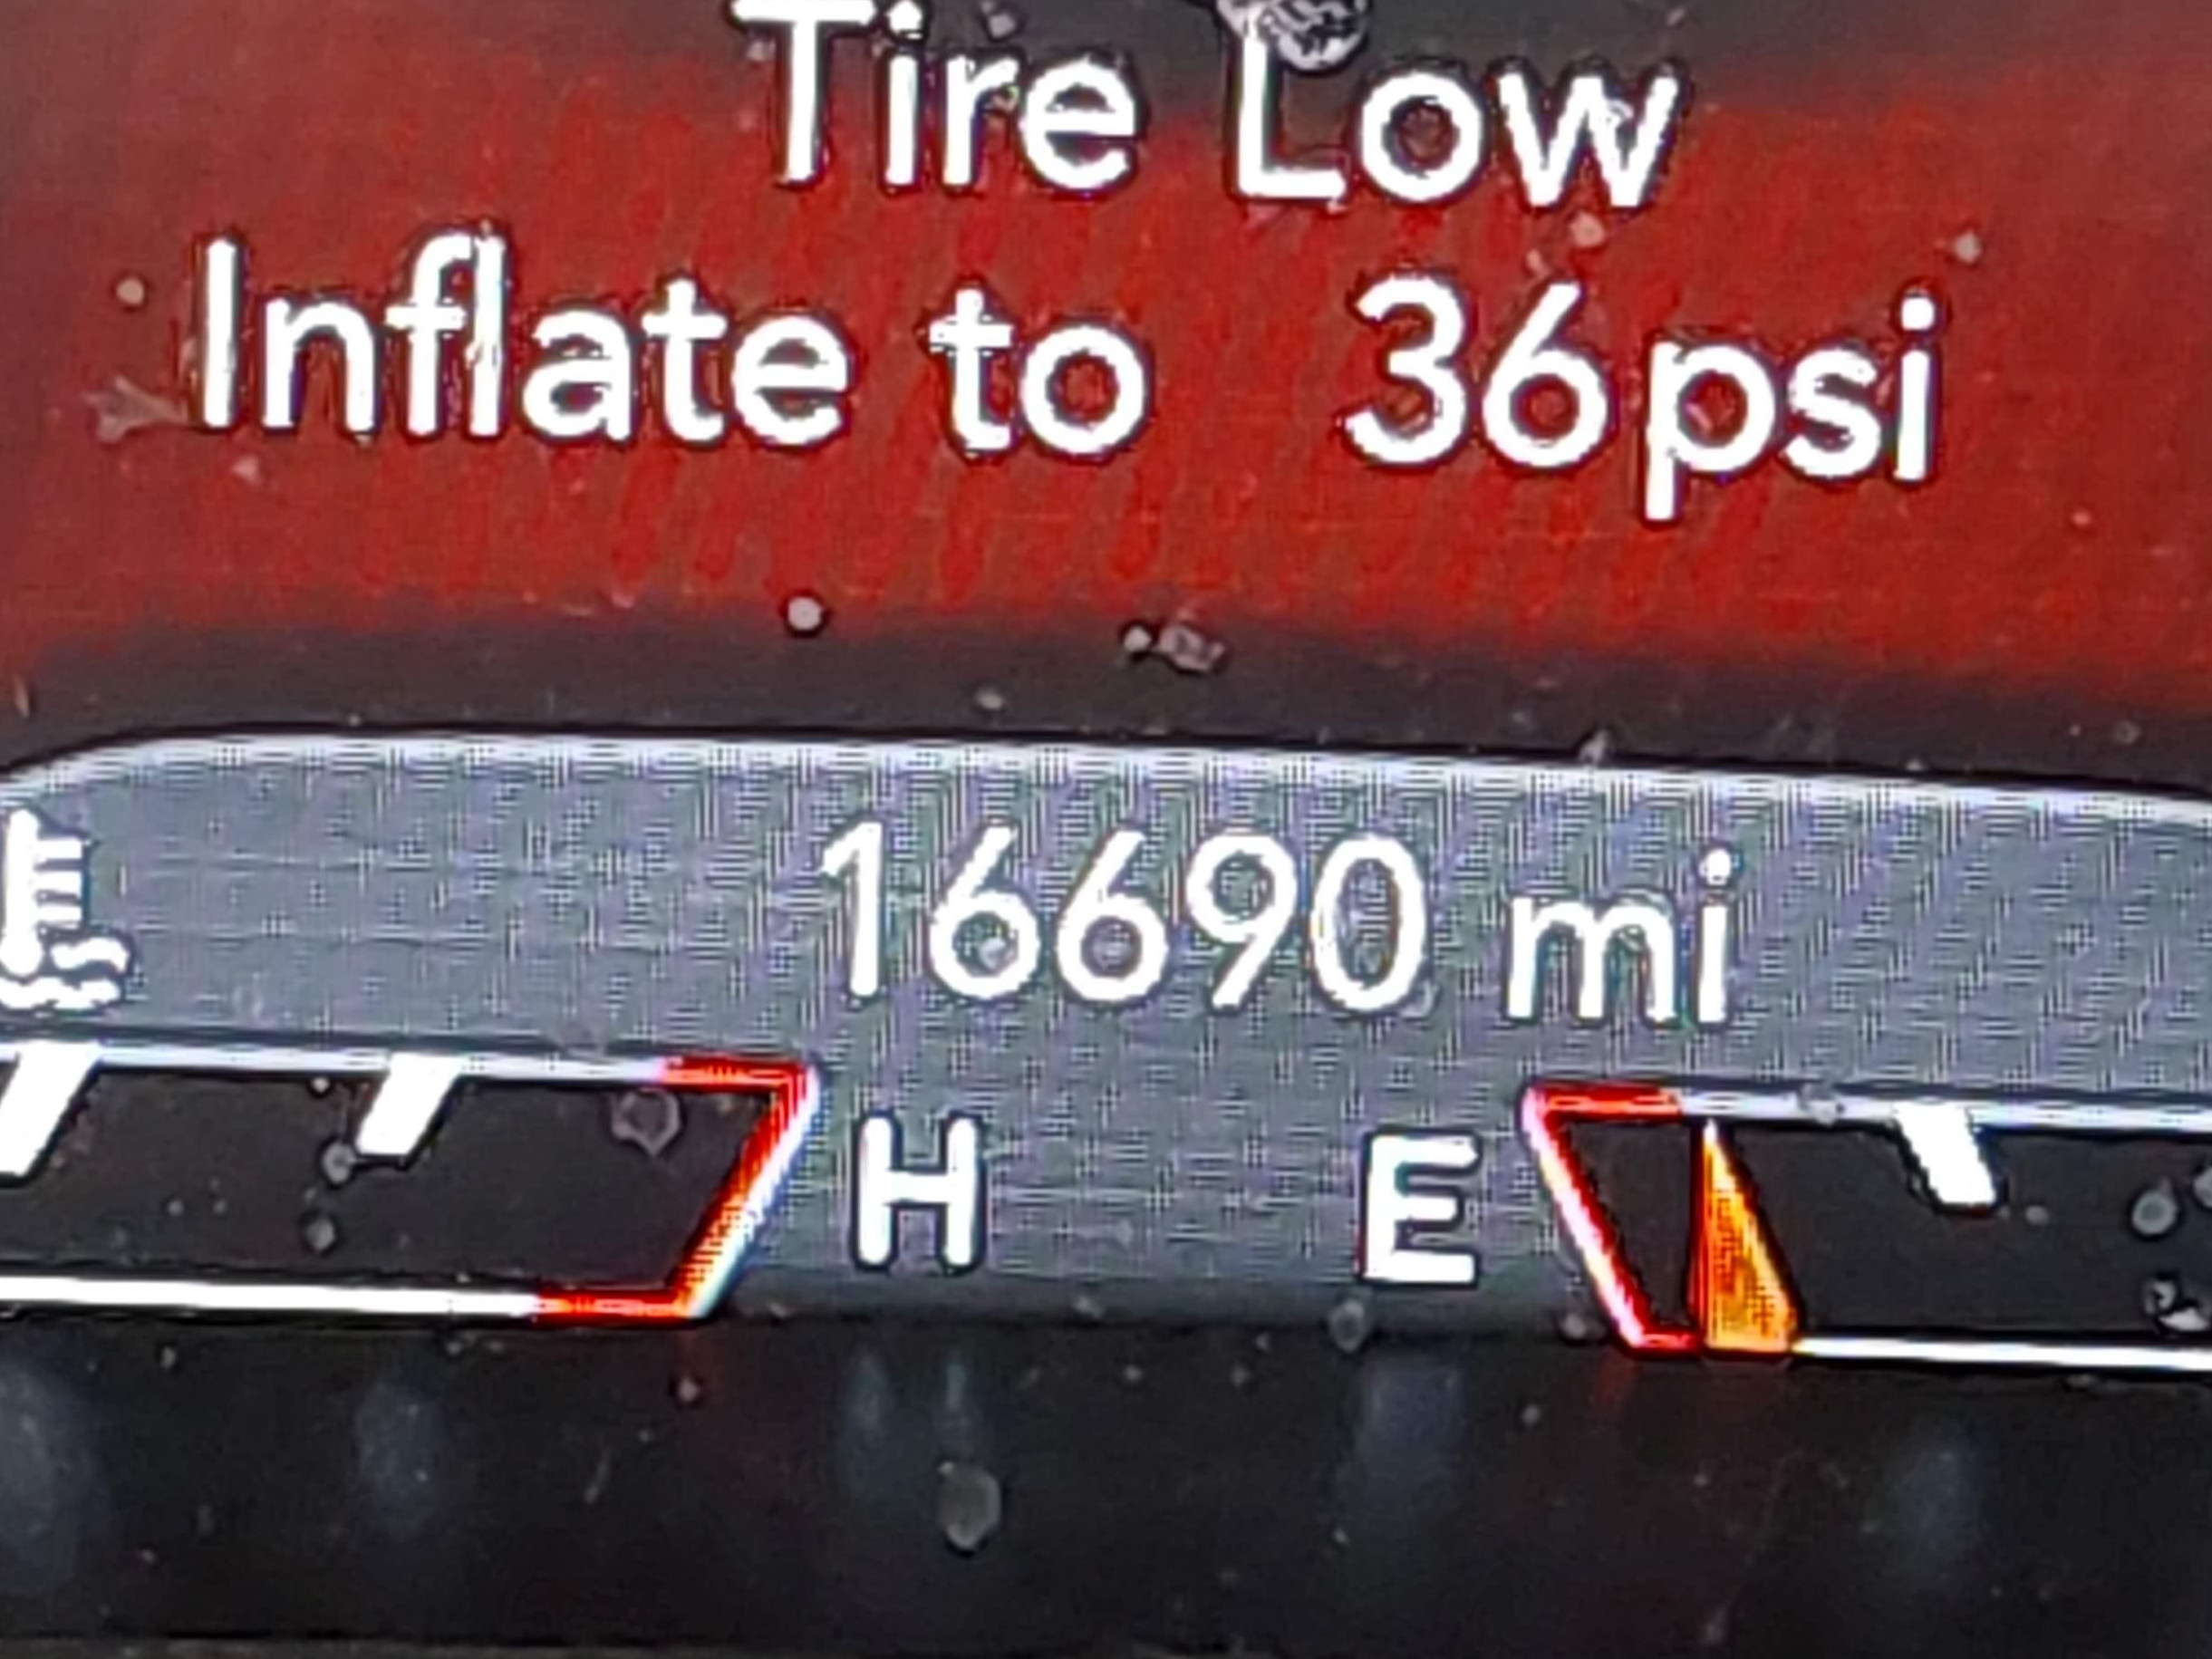 Tire Low
Inflate to 36psi
16690 mi
H E